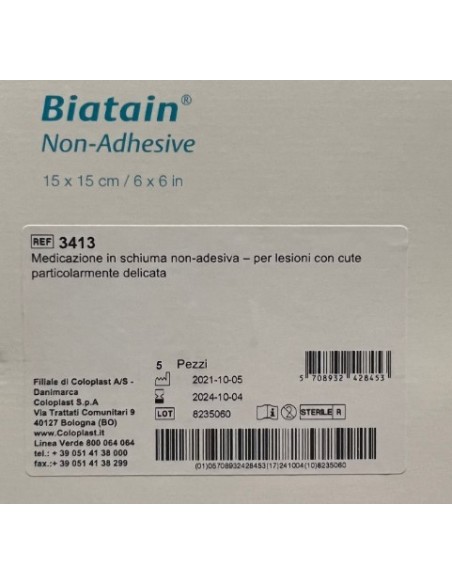 Biatain®
Non-Adhesive
15 x 15 cm / 6 x 6 in
REF 3413
Medicazione in schiuma non-adesiva – per lesioni con cute
particolarmente delicata
5 Pezzi
2021-10-05
2024-10-04
LOT 8235060
STERILE R
5 708932 428453
Filiale di Coloplast A/S -
Danimarca
Coloplast S.p.A
Via Trattati Comunitari 9
40127 Bologna (BO)
www.Coloplast.it
Linea Verde 800 064 064
tel.: + 39 051 41 38 000
fax.:+ 39 051 41 38 299
(01)05708932428453(17)241004(10)8235060